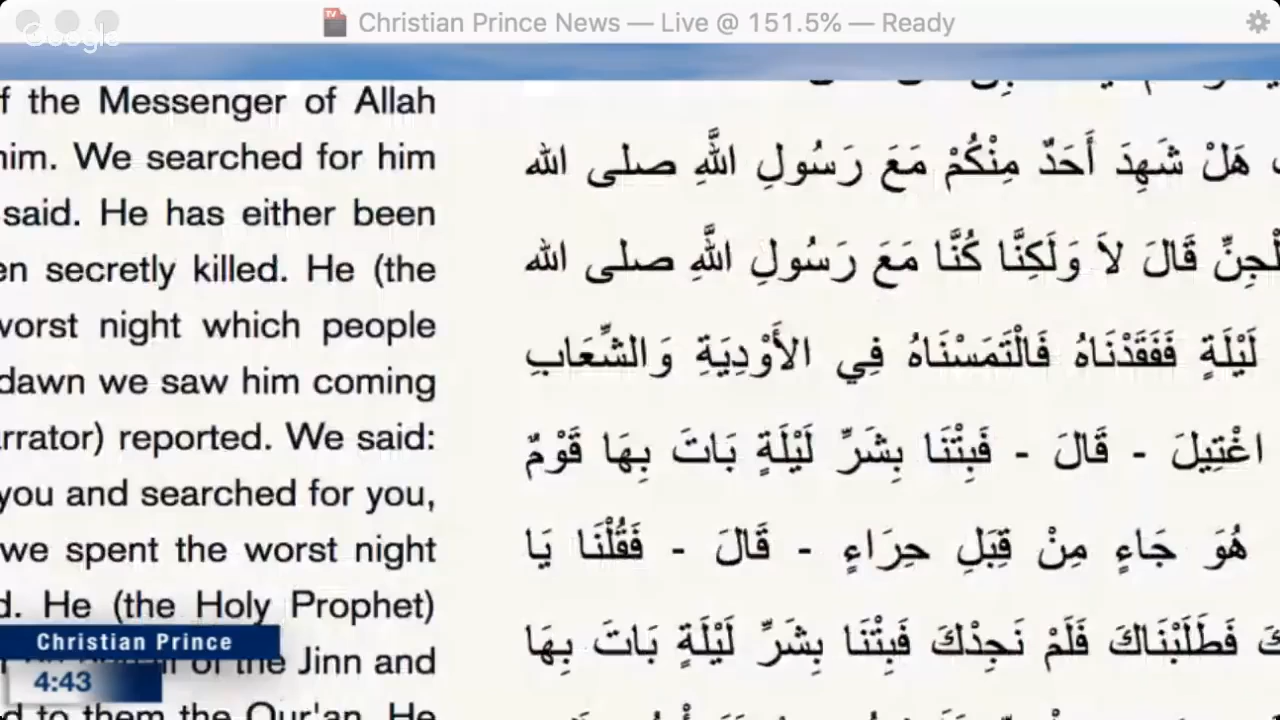 Christian Prince News — Live @ 151.5% — Ready
Google
f the Messenger of Allah
him. We searched for him
said. He has either been
en secretly killed. He (the
worst night which people
dawn we saw him coming
rrator) reported. We said:
you and searched for you,
we spent the worst night
d. He (the Holy Prophet)
of the Jinn and
d to them the Qur'an. He
هَلْ شَهِدَ أَحَدٌ مِنْكُمْ مَعَ رَسُولِ اللَّهِ صلى الله
لْجِنِّ قَالَ لاَ وَلَكِنَّا كُنَّا مَعَ رَسُولِ اللَّهِ صلى الله
لَيْلَةٍ فَفَقَدْنَاهُ فَالْتَمَسْنَاهُ فِي الأَوْدِيَةِ وَالشِّعَابِ
اغْتِيلَ - قَالَ - فَبِتْنَا بِشَرِّ لَيْلَةٍ بَاتَ بِهَا قَوْمٌ
هُوَ جَاءٍ مِنْ قِبَلِ حِرَاءٍ - قَالَ - فَقُلْنَا يَا
كَ فَطَلَبْنَاكَ فَلَمْ نَجِدْكَ فَبِتْنَا بِشَرِّ لَيْلَةٍ بَاتَ بِهَا
Christian Prince
4:43